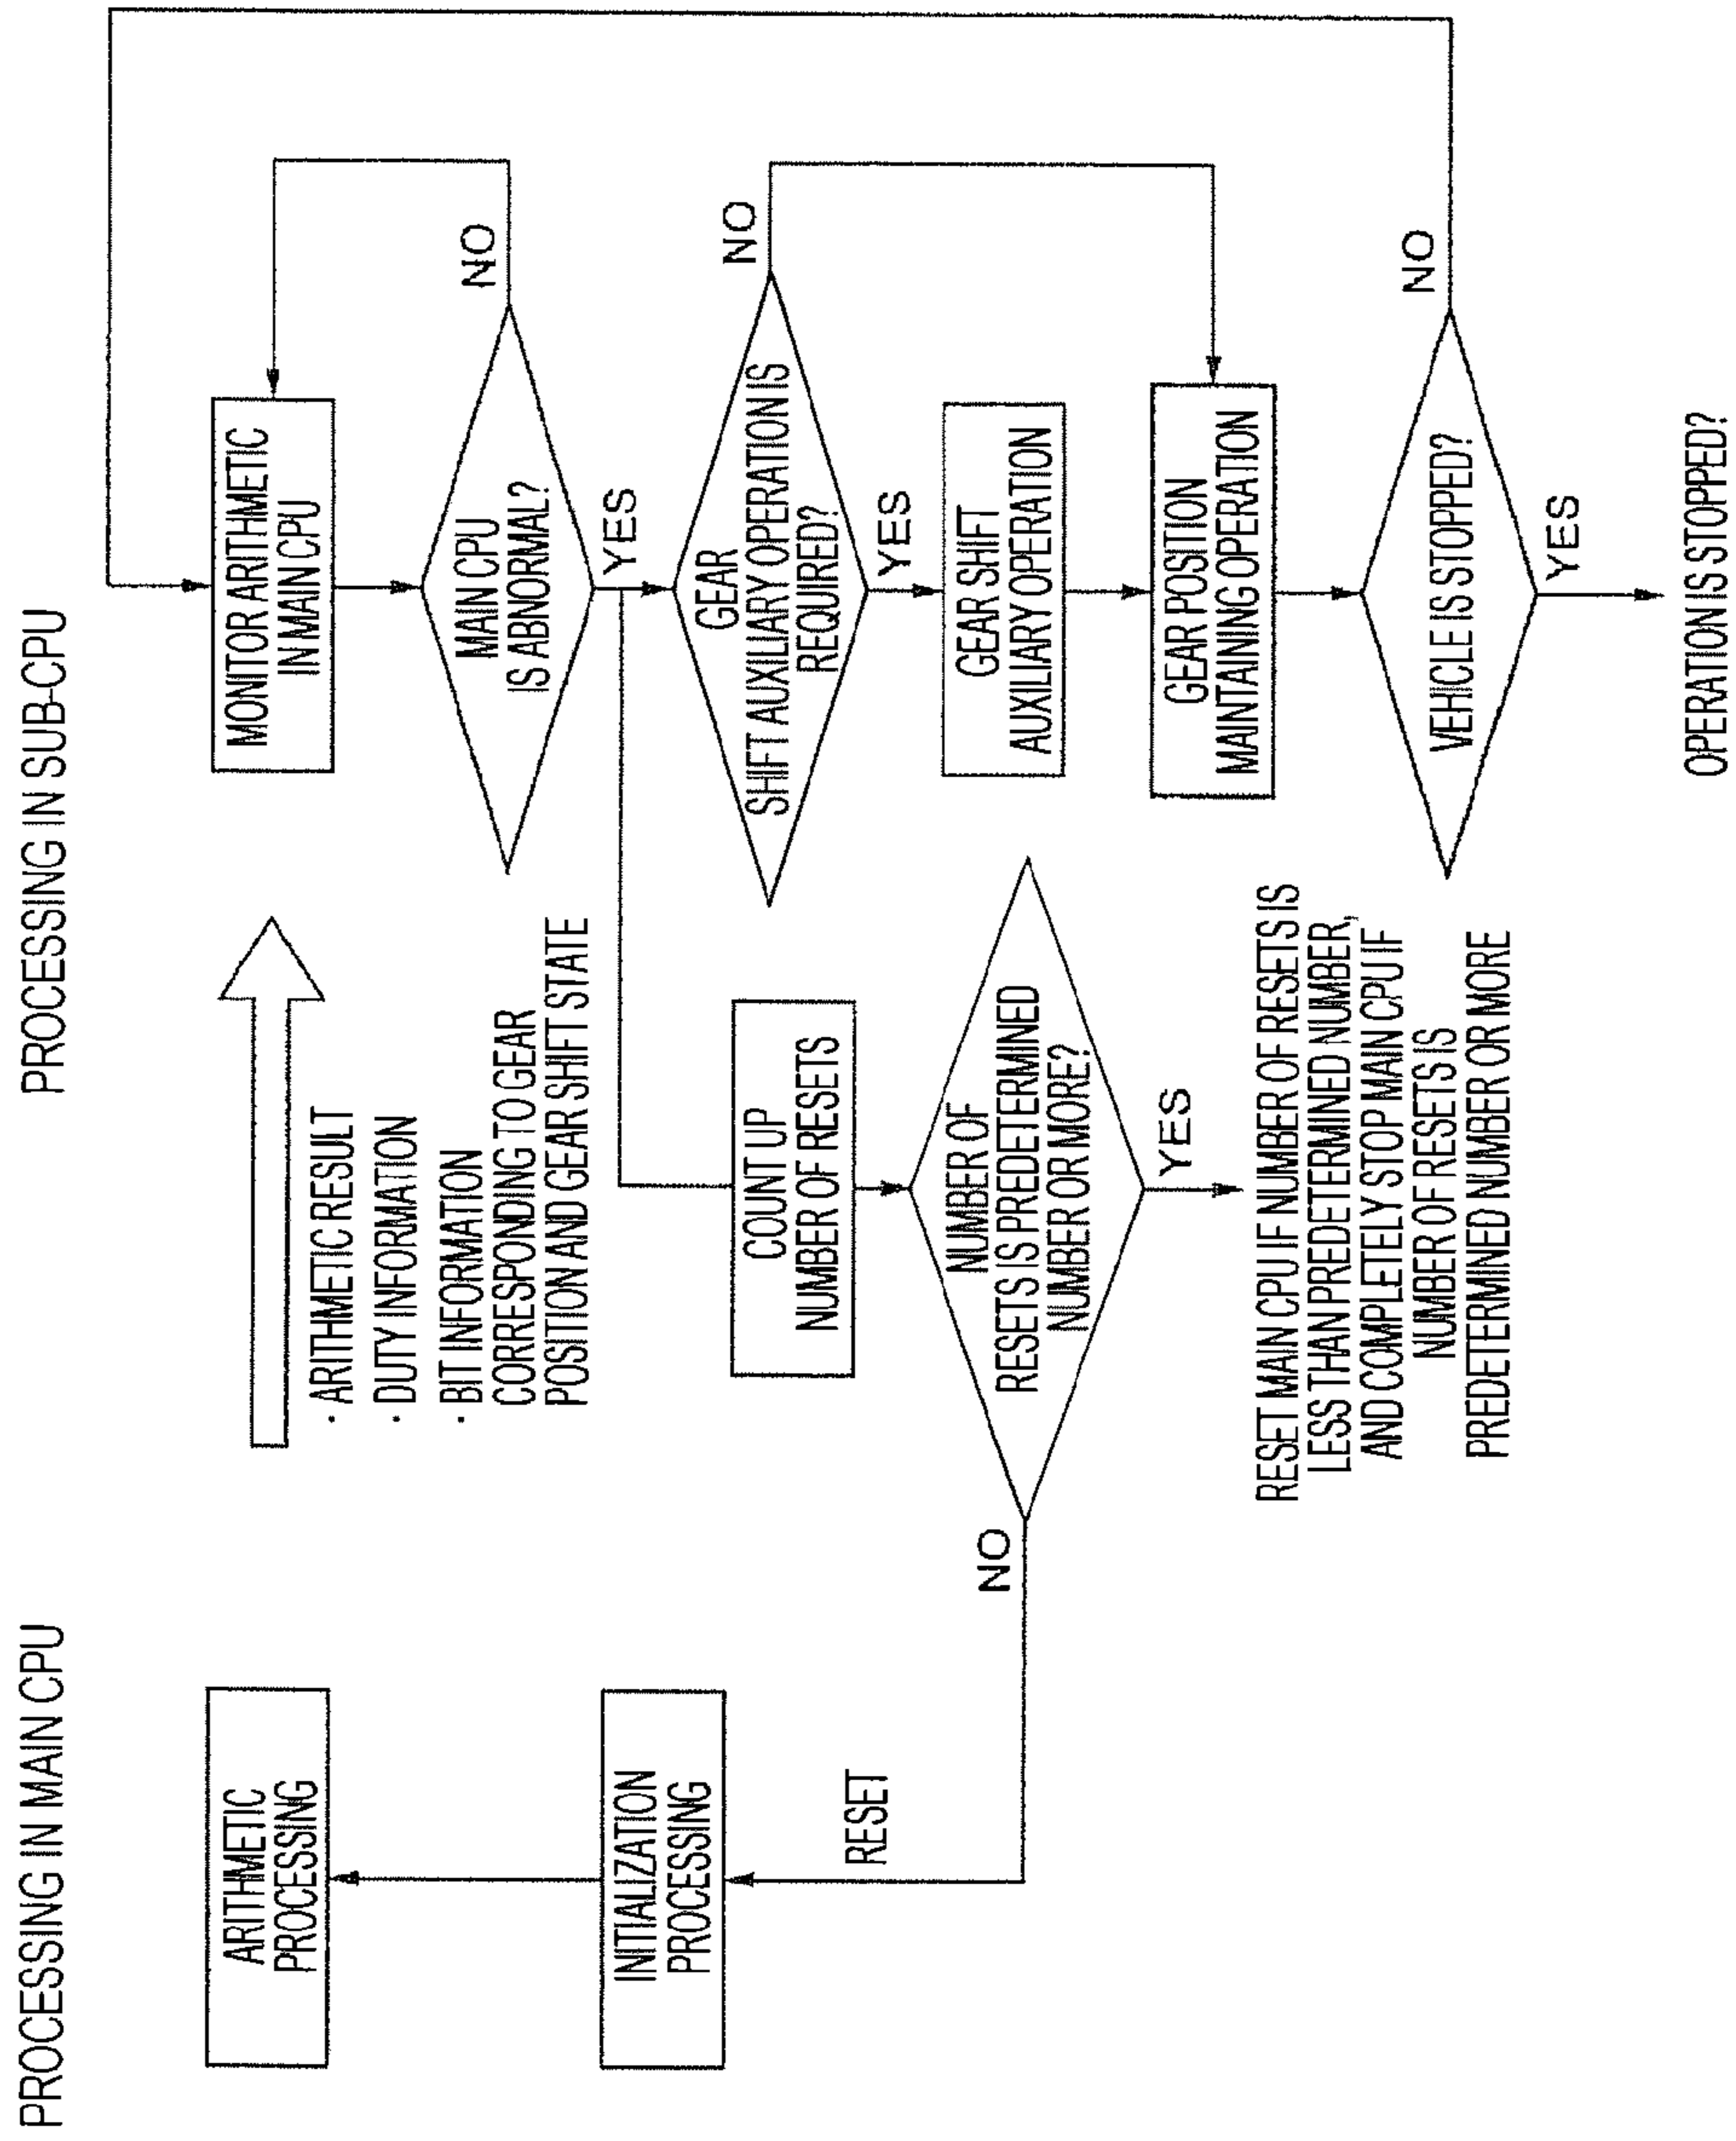 PROCESSING IN MAIN CPU
PROCESSING IN SUB-CPU
ARITHMETIC
PROCESSING
· ARITHMETIC RESULT
· DUTY INFORMATION
· BIT INFORMATION
CORRESPONDING TO GEAR
POSITION AND GEAR SHIFT STATE
MONITOR ARITHMETIC
IN MAIN CPU
MAIN CPU
IS ABNORMAL?
NO
YES
INITIALIZATION
PROCESSING
RESET
COUNT UP
NUMBER OF RESETS
GEAR
SHIFT AUXILIARY OPERATION IS
REQUIRED?
NO
YES
NUMBER OF
RESETS IS PREDETERMINED
NUMBER OR MORE?
NO
YES
GEAR SHIFT
AUXILIARY OPERATION
GEAR POSITION
MAINTAINING OPERATION
RESET MAIN CPU IF NUMBER OF RESETS IS
LESS THAN PREDETERMINED NUMBER,
AND COMPLETELY STOP MAIN CPU IF
NUMBER OF RESETS IS
PREDETERMINED NUMBER OR MORE
VEHICLE IS STOPPED?
NO
YES
OPERATION IS STOPPED?